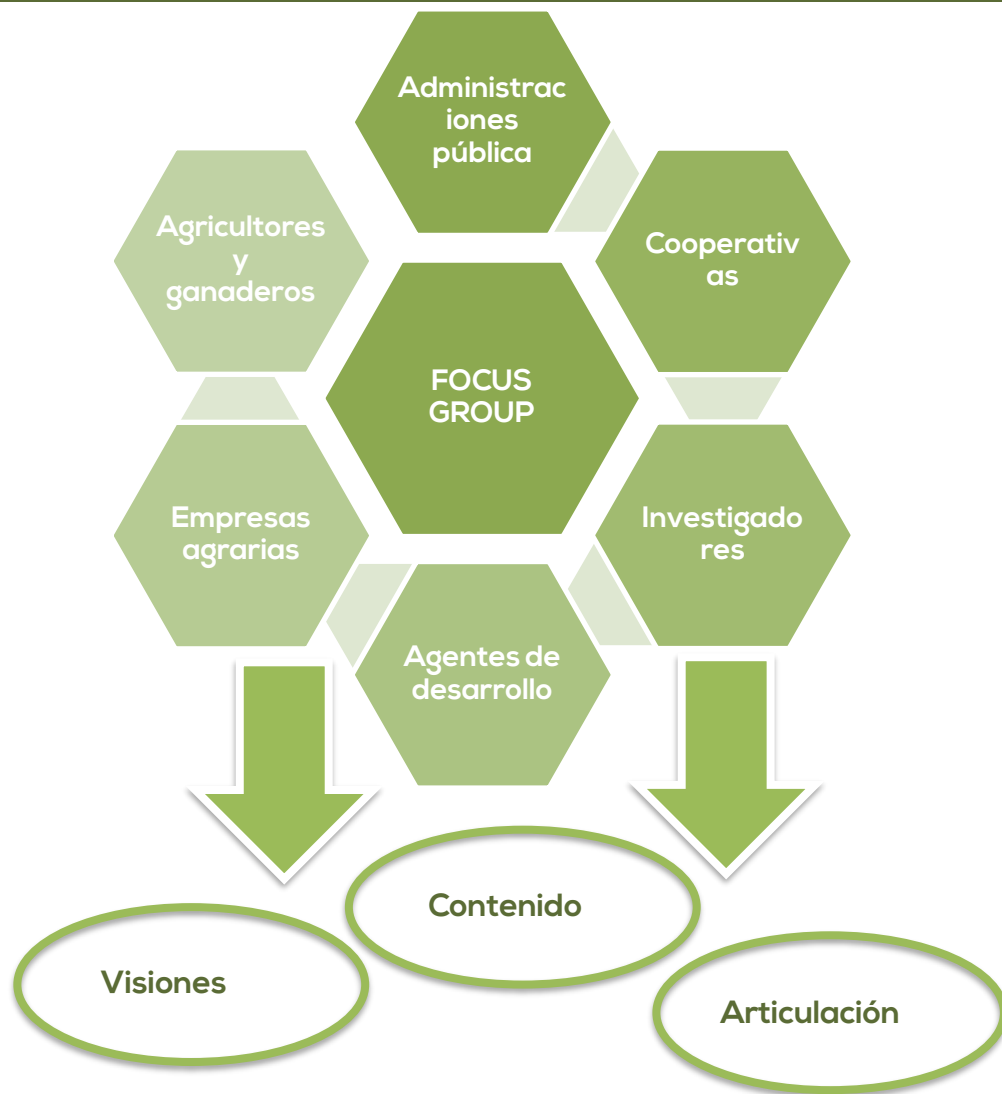 Administrac
iones
pública
Agricultores
y
ganaderos
Cooperativ
as
FOCUS
GROUP
Empresas
agrarias
Investigado
res
Agentes de
desarrollo
Contenido
Visiones
Articulación